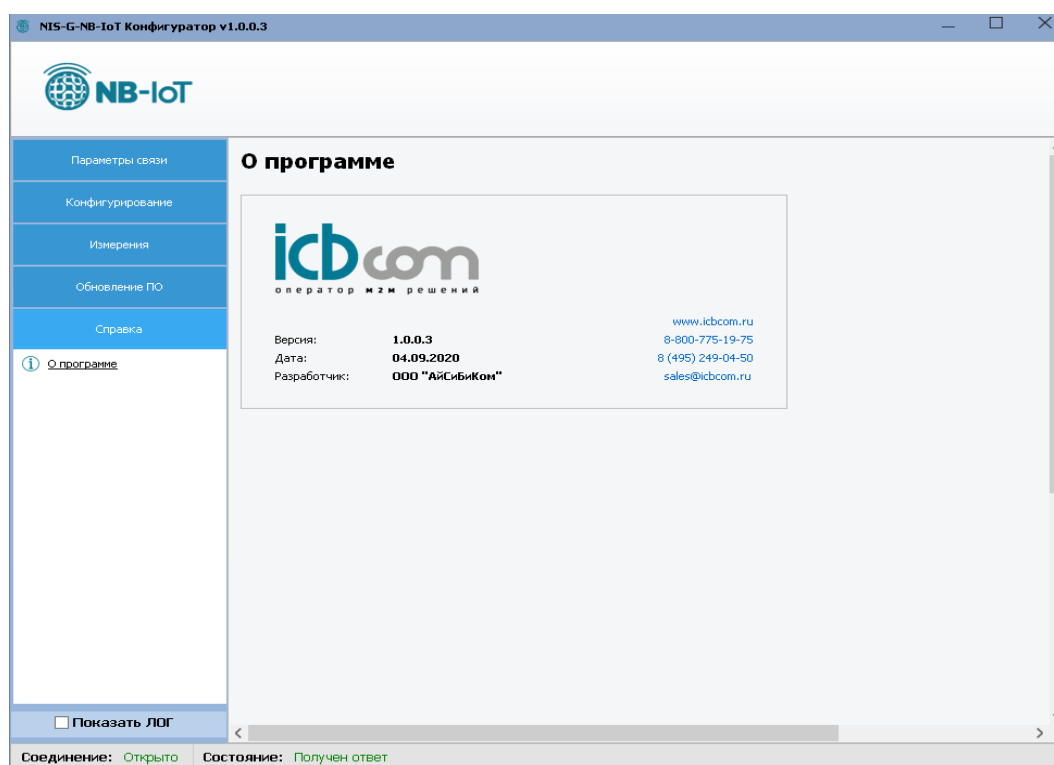 NIS-G-NB-IoT Конфигуратор v1.0.0.3
NB-IoT
Параметры связи
Конфигурирование
Измерения
Обновление ПО
Справка
О программе
О программе
icbcom
оператор м2м решений
www.icbcom.ru
Версия: 1.0.0.3 8-800-775-19-75
Дата: 04.09.2020 8 (495) 249-04-50
Разработчик: ООО "АйСиБиКом" sales@icbcom.ru
Показать ЛОГ
Соединение: Открыто Состояние: Получен ответ